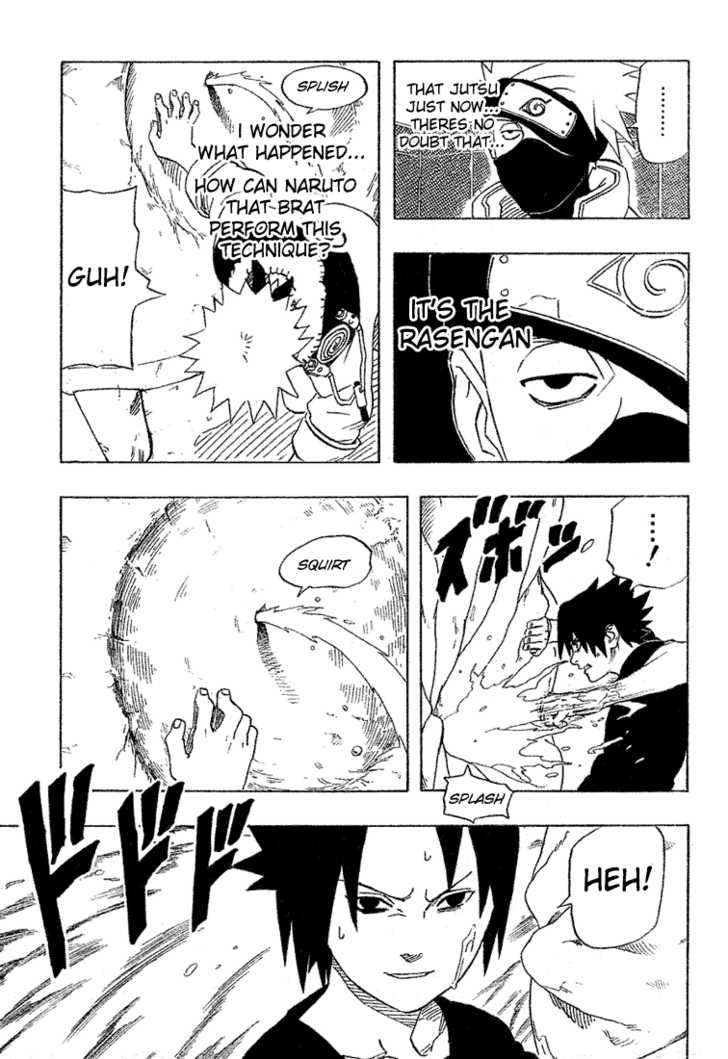 .......
THAT JUTSU
JUST NOW...
THERES NO
DOUBT THAT...
IT'S THE
RASENGAN
SPLISH
I WONDER
WHAT HAPPENED...
HOW CAN NARUTO
THAT BRAT
PERFORM THIS
TECHNIQUE?
GUH!
......!
ズボッ
SPLASH
SQUIRT
HEH!
ドドド